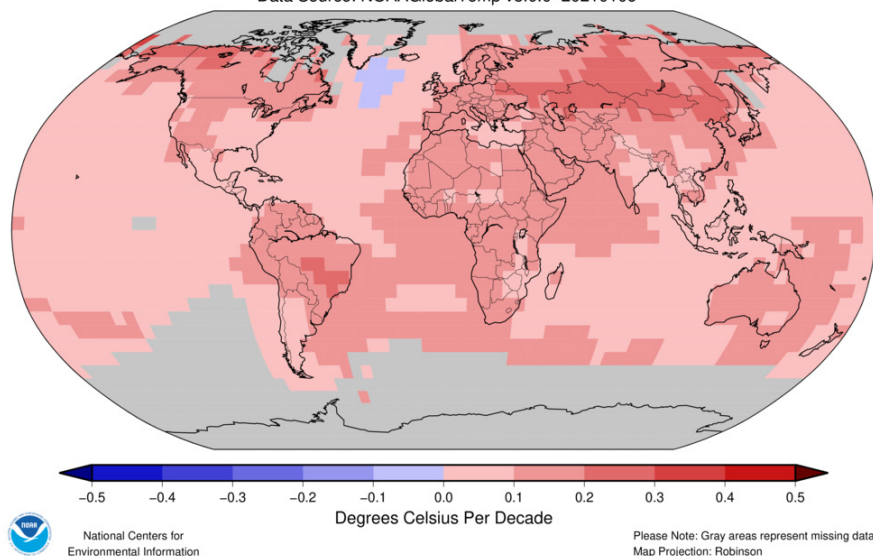 −0.5 −0.4 −0.3 −0.2 −0.1 0.0 0.1 0.2 0.3 0.4 0.5
Degrees Celsius Per Decade
NOAA
National Centers for
Environmental Information
Please Note: Gray areas represent missing data
Map Projection: Robinson